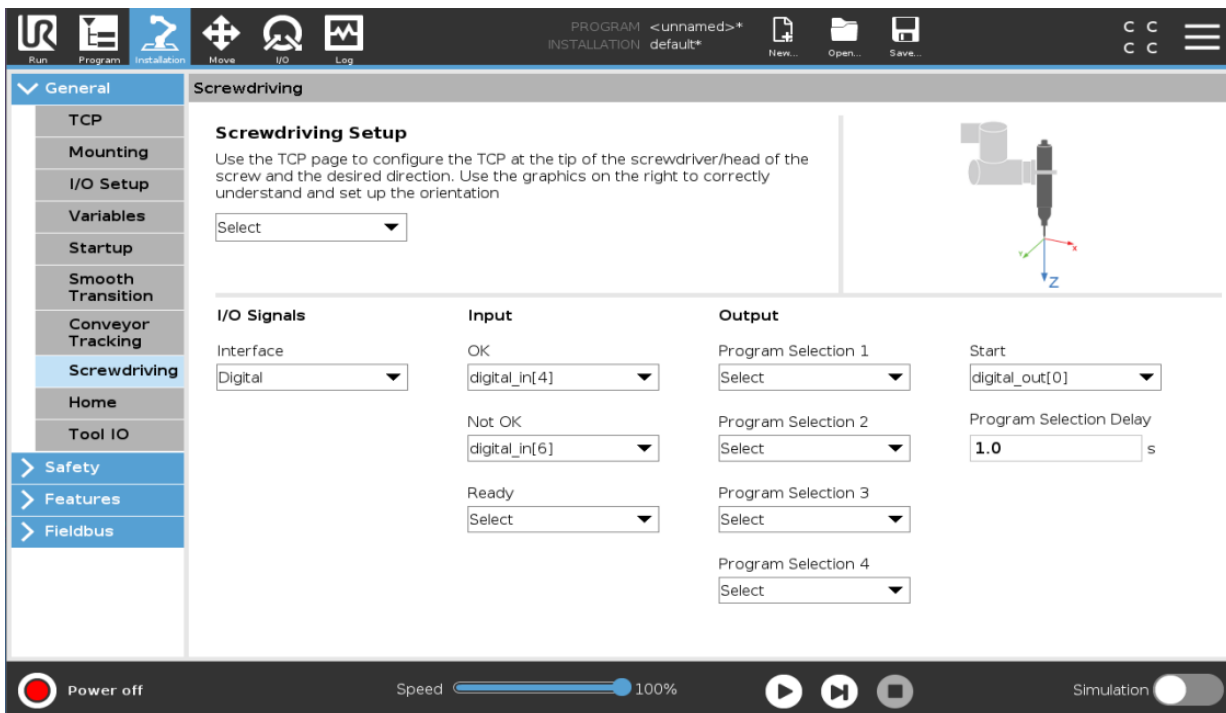 UR
Run
Program
Installation
Move
I/O
Log
PROGRAM <unnamed>*
INSTALLATION default*
New...
Open...
Save...
C C
C C
General
TCP
Mounting
I/O Setup
Variables
Startup
Smooth
Transition
Conveyor
Tracking
Screwdriving
Home
Tool IO
Safety
Features
Fieldbus
Screwdriving
Screwdriving Setup
Use the TCP page to configure the TCP at the tip of the screwdriver/head of the
screw and the desired direction. Use the graphics on the right to correctly
understand and set up the orientation
Select
Y
X
Z
I/O Signals
Interface
Digital
Input
OK
digital_in[4]
Not OK
digital_in[6]
Ready
Select
Output
Program Selection 1
Select
Program Selection 2
Select
Program Selection 3
Select
Program Selection 4
Select
Start
digital_out[0]
Program Selection Delay
1.0 s
Power off
Speed 100%
Simulation